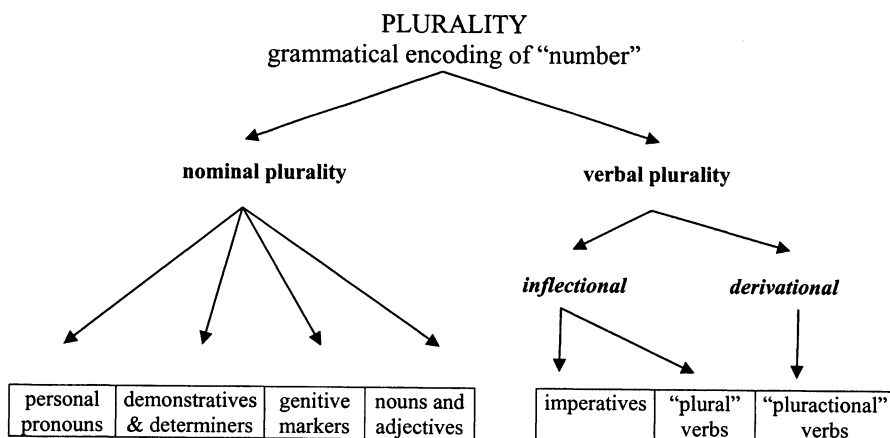 PLURALITY
grammatical encoding of “number”
nominal plurality
verbal plurality
inflectional
derivational
personal
pronouns
demonstratives
& determiners
genitive
markers
nouns and
adjectives
imperatives
“plural”
verbs
“pluractional”
verbs